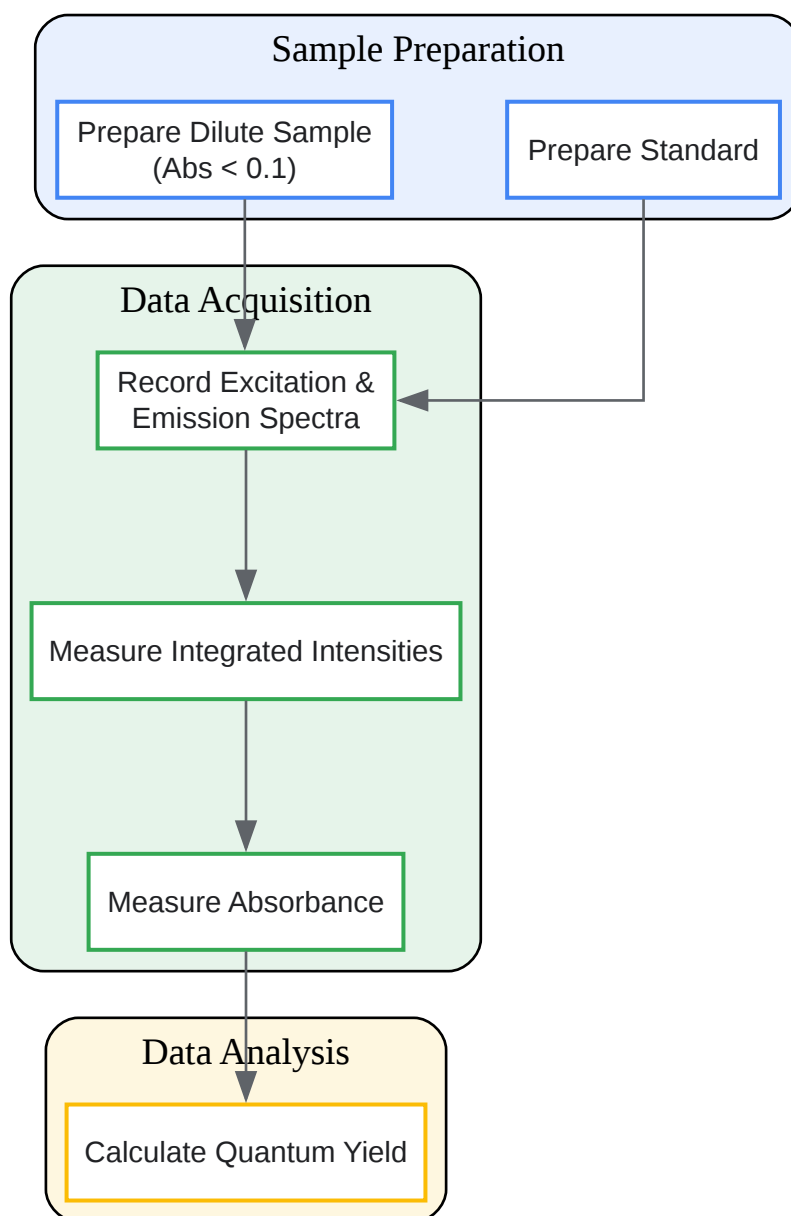 Sample Preparation
Prepare Dilute Sample
(Abs < 0.1)
Prepare Standard
Data Acquisition
Record Excitation &
Emission Spectra
Measure Integrated Intensities
Measure Absorbance
Data Analysis
Calculate Quantum Yield